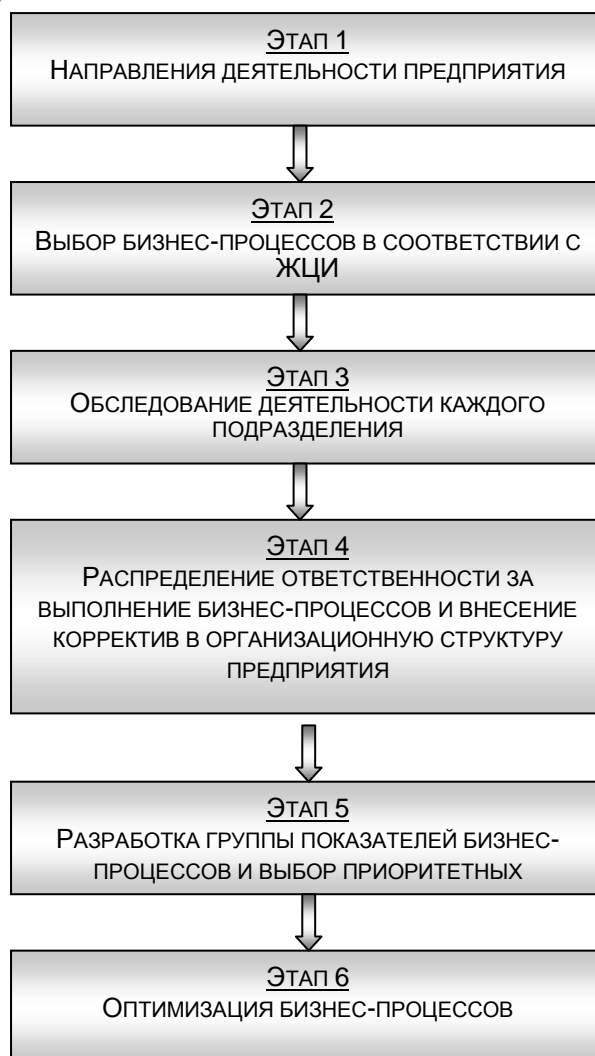 ЭТАП 1
НАПРАВЛЕНИЯ ДЕЯТЕЛЬНОСТИ ПРЕДПРИЯТИЯ
ЭТАП 2
ВЫБОР БИЗНЕС-ПРОЦЕССОВ В СООТВЕТСТВИИ С
ЖЦИ
ЭТАП 3
ОБСЛЕДОВАНИЕ ДЕЯТЕЛЬНОСТИ КАЖДОГО
ПОДРАЗДЕЛЕНИЯ
ЭТАП 4
РАСПРЕДЕЛЕНИЕ ОТВЕТСТВЕННОСТИ ЗА
ВЫПОЛНЕНИЕ БИЗНЕС-ПРОЦЕССОВ И ВНЕСЕНИЕ
КОРРЕКТИВ В ОРГАНИЗАЦИОННУЮ СТРУКТУРУ
ПРЕДПРИЯТИЯ
ЭТАП 5
РАЗРАБОТКА ГРУППЫ ПОКАЗАТЕЛЕЙ БИЗНЕС-
ПРОЦЕССОВ И ВЫБОР ПРИОРИТЕТНЫХ
ЭТАП 6
ОПТИМИЗАЦИЯ БИЗНЕС-ПРОЦЕССОВ